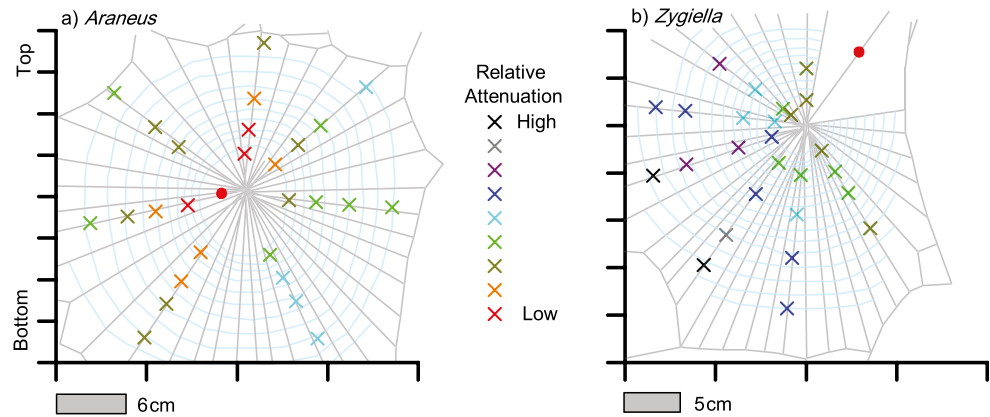 a) Araneus
b) Zygiella
Top
Bottom
Relative
Attenuation
High
Low
6cm
5cm